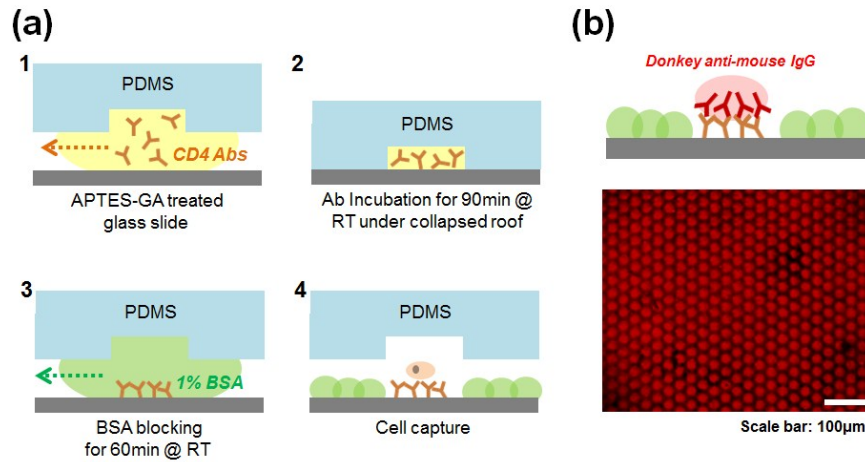 (a)
1
PDMS
CD4 Abs
APTES-GA treated
glass slide
2
PDMS
Ab Incubation for 90min @
RT under collapsed roof
3
PDMS
1% BSA
BSA blocking
for 60min @ RT
4
PDMS
Cell capture
(b)
Donkey anti-mouse IgG
Scale bar: 100μm